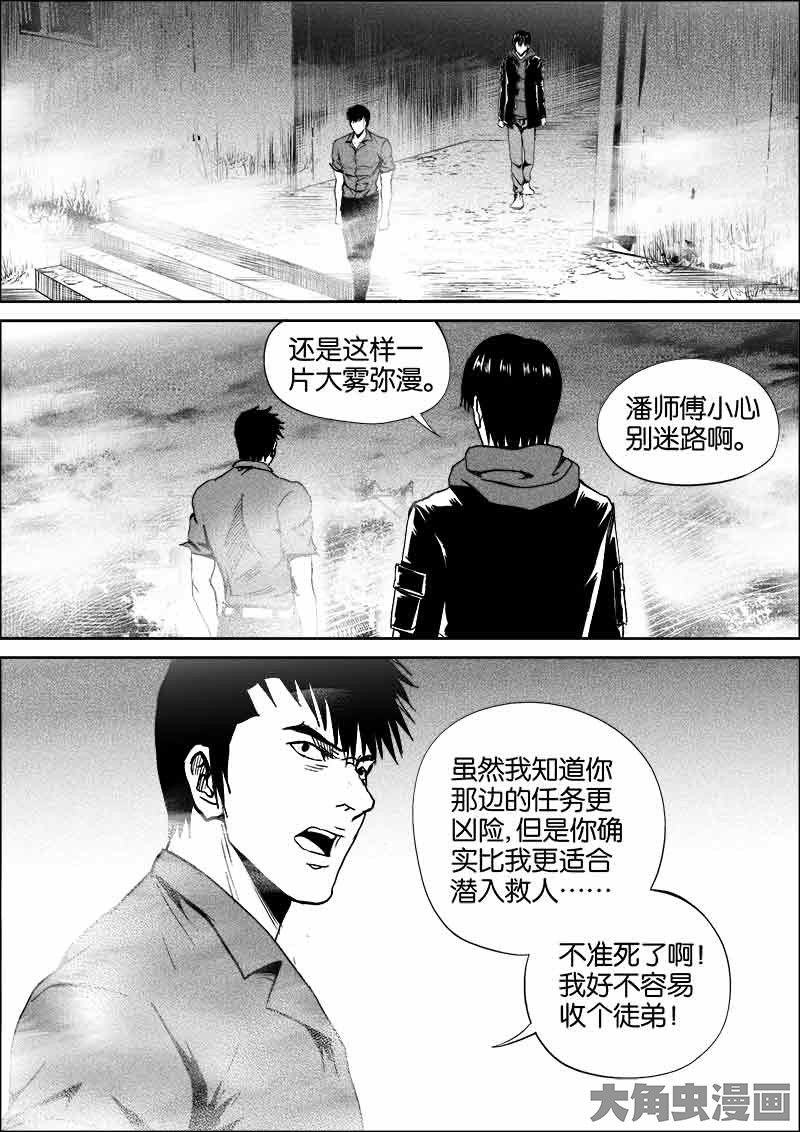 还是这样一
片大雾弥漫。
潘师傅小心
别迷路啊。
虽然我知道你
那边的任务更
凶险,但是你确
实比我更适合
潜入救人……
不准死了啊！
我好不容易
收个徒弟！
大角虫漫画